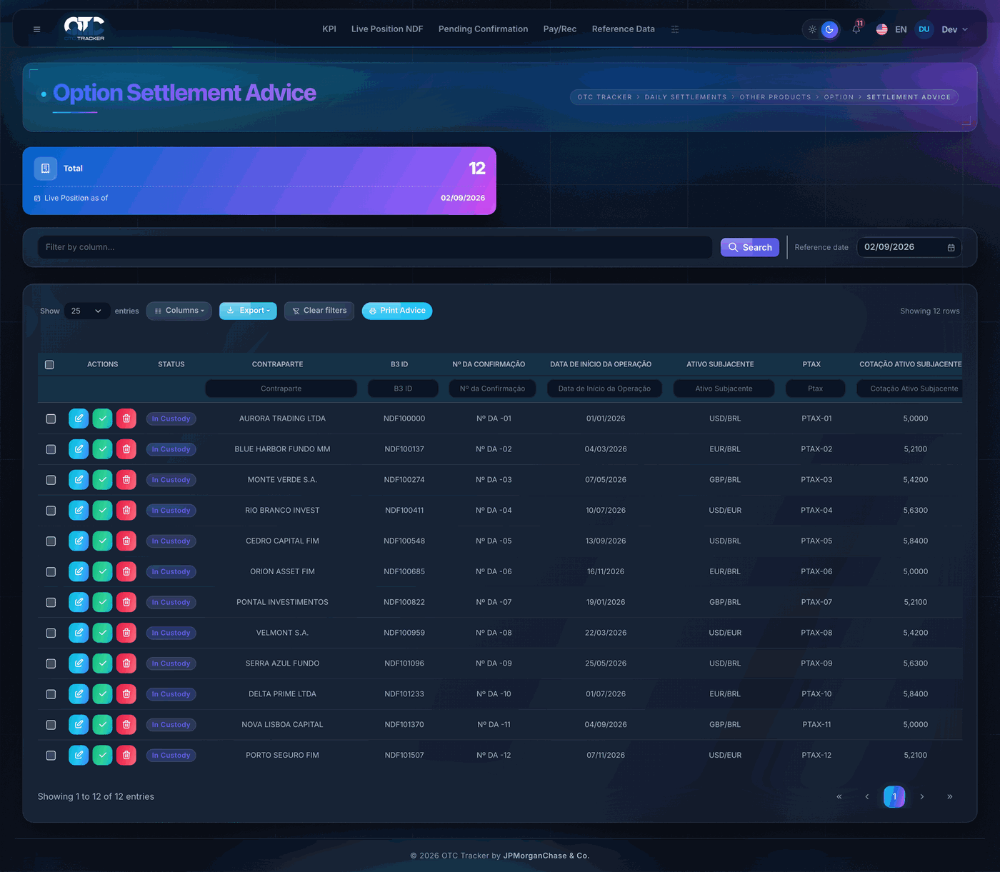 OTC
OTC TRACKER
KPI Live Position NDF Pending Confirmation Pay/Rec Reference Data
11
EN DU Dev
Option Settlement Advice
OTC TRACKER > DAILY SETTLEMENTS > OTHER PRODUCTS > OPTION > SETTLEMENT ADVICE
Total 12
Live Position as of 02/09/2026
Filter by column...
Search
Reference date 02/09/2026
Show 25 entries Columns Export Clear filters Print Advice
Showing 12 rows
ACTIONS STATUS CONTRAPARTE B3 ID Nº DA CONFIRMAÇÃO DATA DE INÍCIO DA OPERAÇÃO ATIVO SUBJACENTE PTAX COTAÇÃO ATIVO SUBJACENTE
Contraparte B3 ID Nº da Confirmação Data de Início da Operação Ativo Subjacente Ptax Cotação Ativo Subjacente
In Custody AURORA TRADING LTDA NDF100000 Nº DA -01 01/01/2026 USD/BRL PTAX-01 5,0000
In Custody BLUE HARBOR FUNDO MM NDF100137 Nº DA -02 04/03/2026 EUR/BRL PTAX-02 5,2100
In Custody MONTE VERDE S.A. NDF100274 Nº DA -03 07/05/2026 GBP/BRL PTAX-03 5,4200
In Custody RIO BRANCO INVEST NDF100411 Nº DA -04 10/07/2026 USD/EUR PTAX-04 5,6300
In Custody CEDRO CAPITAL FIM NDF100548 Nº DA -05 13/09/2026 USD/BRL PTAX-05 5,8400
In Custody ORION ASSET FIM NDF100685 Nº DA -06 16/11/2026 EUR/BRL PTAX-06 5,0000
In Custody PONTAL INVESTIMENTOS NDF100822 Nº DA -07 19/01/2026 GBP/BRL PTAX-07 5,2100
In Custody VELMONT S.A. NDF100959 Nº DA -08 22/03/2026 USD/EUR PTAX-08 5,4200
In Custody SERRA AZUL FUNDO NDF101096 Nº DA -09 25/05/2026 USD/BRL PTAX-09 5,6300
In Custody DELTA PRIME LTDA NDF101233 Nº DA -10 01/07/2026 EUR/BRL PTAX-10 5,8400
In Custody NOVA LISBOA CAPITAL NDF101370 Nº DA -11 04/09/2026 GBP/BRL PTAX-11 5,0000
In Custody PORTO SEGURO FIM NDF101507 Nº DA -12 07/11/2026 USD/EUR PTAX-12 5,2100
Showing 1 to 12 of 12 entries
« ‹ 1 › »
© 2026 OTC Tracker by JPMorganChase & Co.